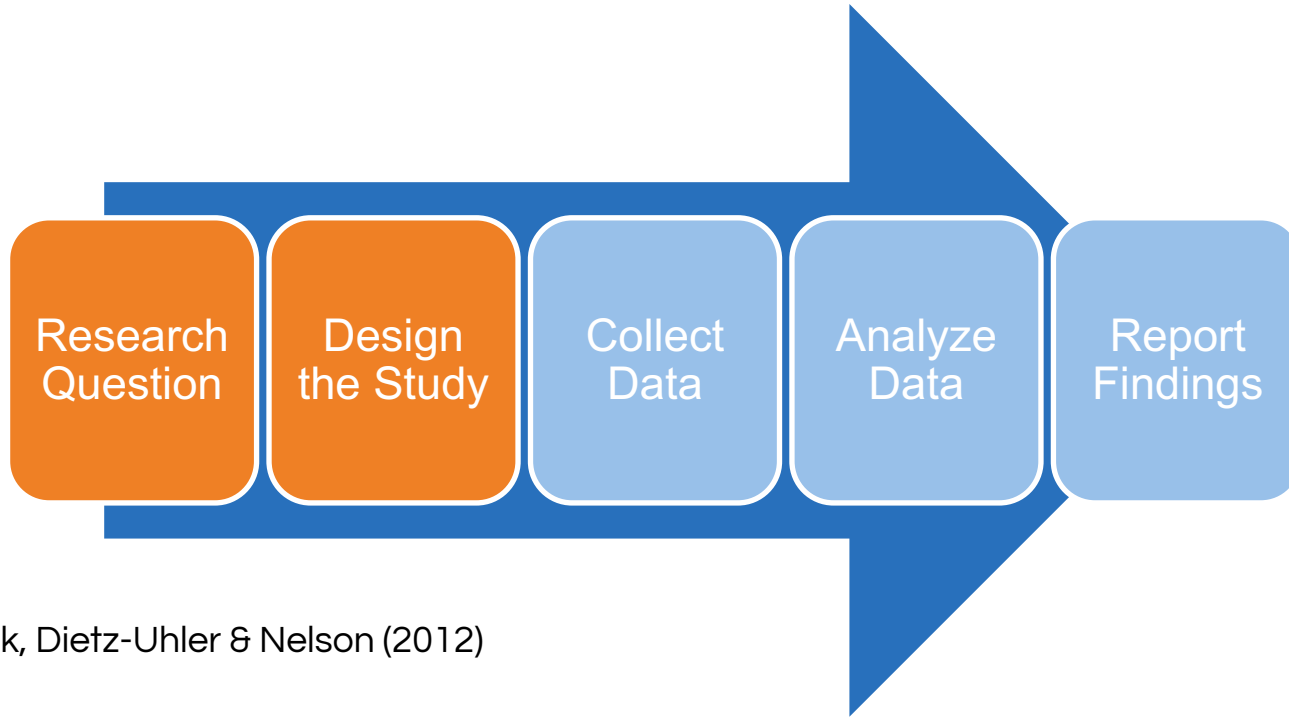 Research
Question
Design
the Study
Collect
Data
Analyze
Data
Report
Findings
k, Dietz-Uhler & Nelson (2012)